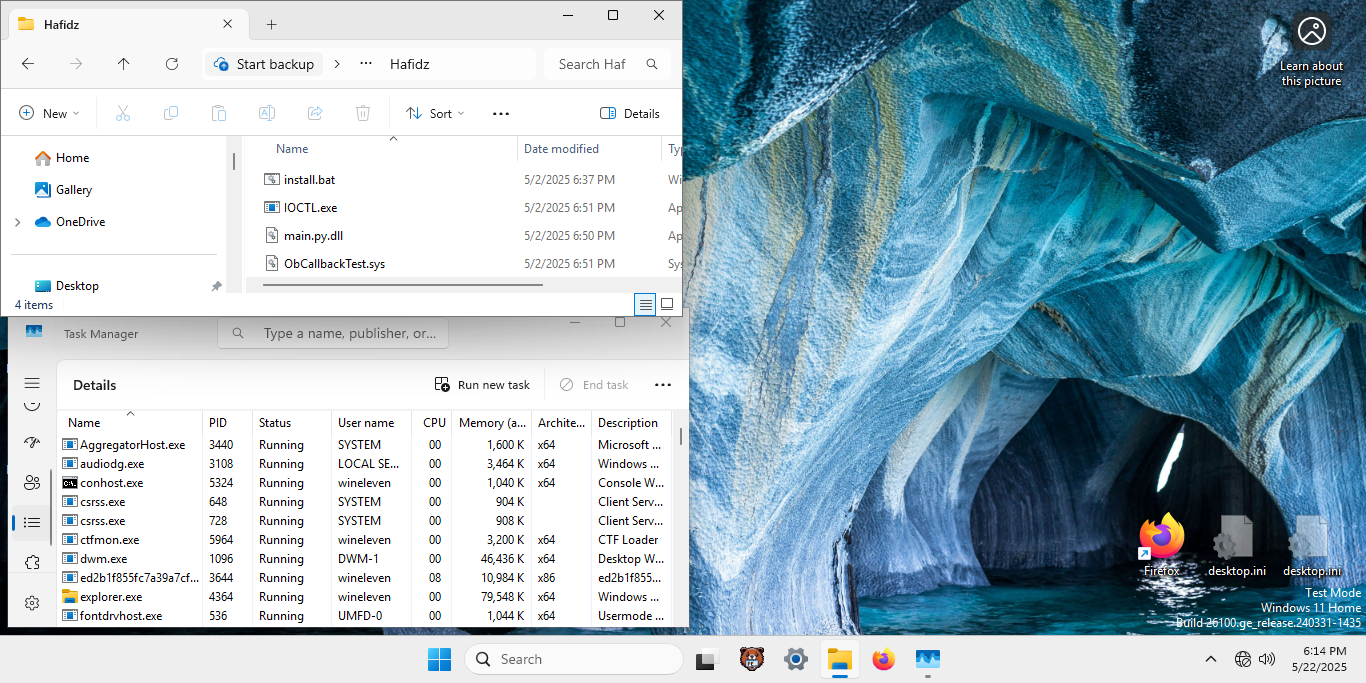 Hafidz
Start backup
Hafidz
Search Haf
New
Sort
Details
Home
Gallery
OneDrive
Desktop
Name Date modified Typ
install.bat 5/2/2025 6:37 PM Wi
IOCTL.exe 5/2/2025 6:51 PM Ap
main.py.dll 5/2/2025 6:50 PM Ap
ObCallbackTest.sys 5/2/2025 6:51 PM Sys
4 items
Task Manager
Type a name, publisher, or...
Details
Run new task
End task
Name PID Status User name CPU Memory (a... Archite... Description
AggregatorHost.exe 3440 Running SYSTEM 00 1,600 K x64 Microsoft ...
audiodg.exe 3108 Running LOCAL SE... 00 3,464 K x64 Windows ...
conhost.exe 5324 Running wineleven 00 1,040 K x64 Console W...
csrss.exe 648 Running SYSTEM 00 904 K Client Serv...
csrss.exe 728 Running SYSTEM 00 908 K Client Serv...
ctfmon.exe 5964 Running wineleven 00 3,200 K x64 CTF Loader
dwm.exe 1096 Running DWM-1 00 46,436 K x64 Desktop W...
ed2b1f855fc7a39a7cf... 3644 Running wineleven 08 10,984 K x86 ed2b1f855...
explorer.exe 4364 Running wineleven 00 79,548 K x64 Windows ...
fontdrvhost.exe 536 Running UMFD-0 00 1,044 K x64 Usermode ...
Learn about
this picture
Firefox
desktop.ini
desktop.ini
Test Mode
Windows 11 Home
Build 26100.ge_release.240331-1435
Search
6:14 PM
5/22/2025